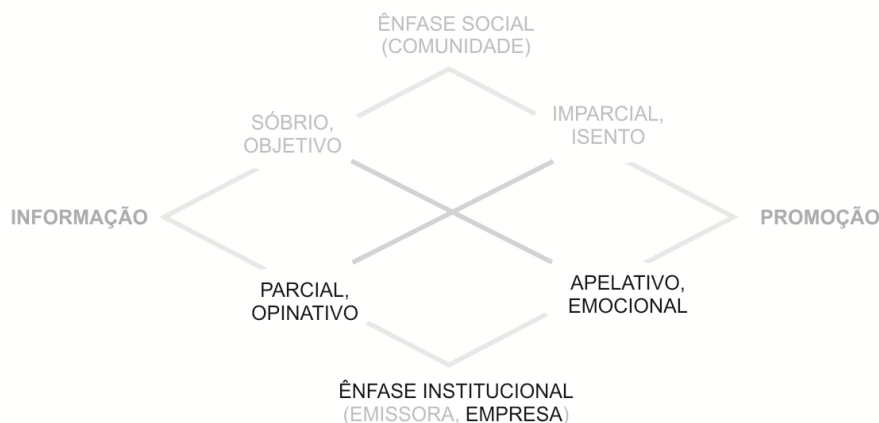 ÊNFASE SOCIAL
(COMUNIDADE)
SÓBRIO,
OBJETIVO
IMPARCIAL,
ISENTO
INFORMAÇÃO
PROMOÇÃO
PARCIAL,
OPINATIVO
APELATIVO,
EMOCIONAL
ÊNFASE INSTITUCIONAL
(EMISSORA, EMPRESA)